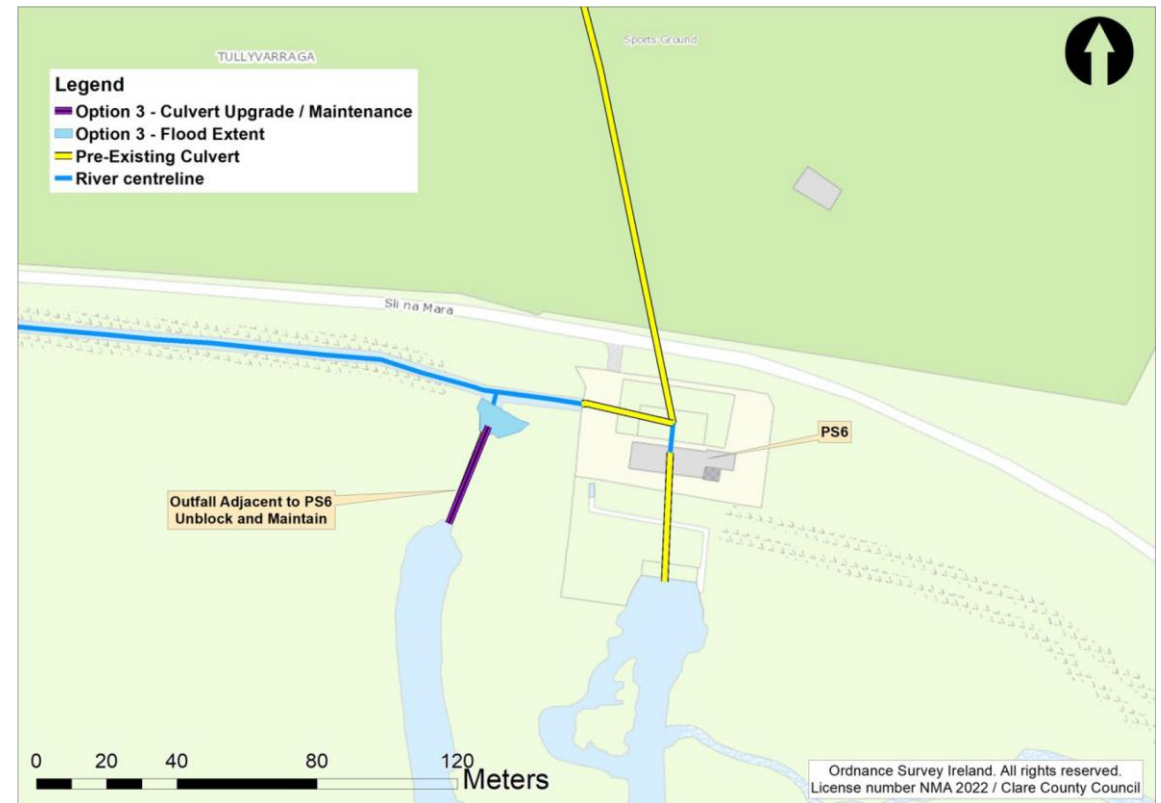 TULLYVARRAGA
Sports Ground
Legend
Option 3 - Culvert Upgrade / Maintenance
Option 3 - Flood Extent
Pre-Existing Culvert
River centreline
Sli na Mara
PS6
Outfall Adjacent to PS6
Unblock and Maintain
0 20 40 80 120
Meters
Ordnance Survey Ireland. All rights reserved.
License number NMA 2022 / Clare County Council